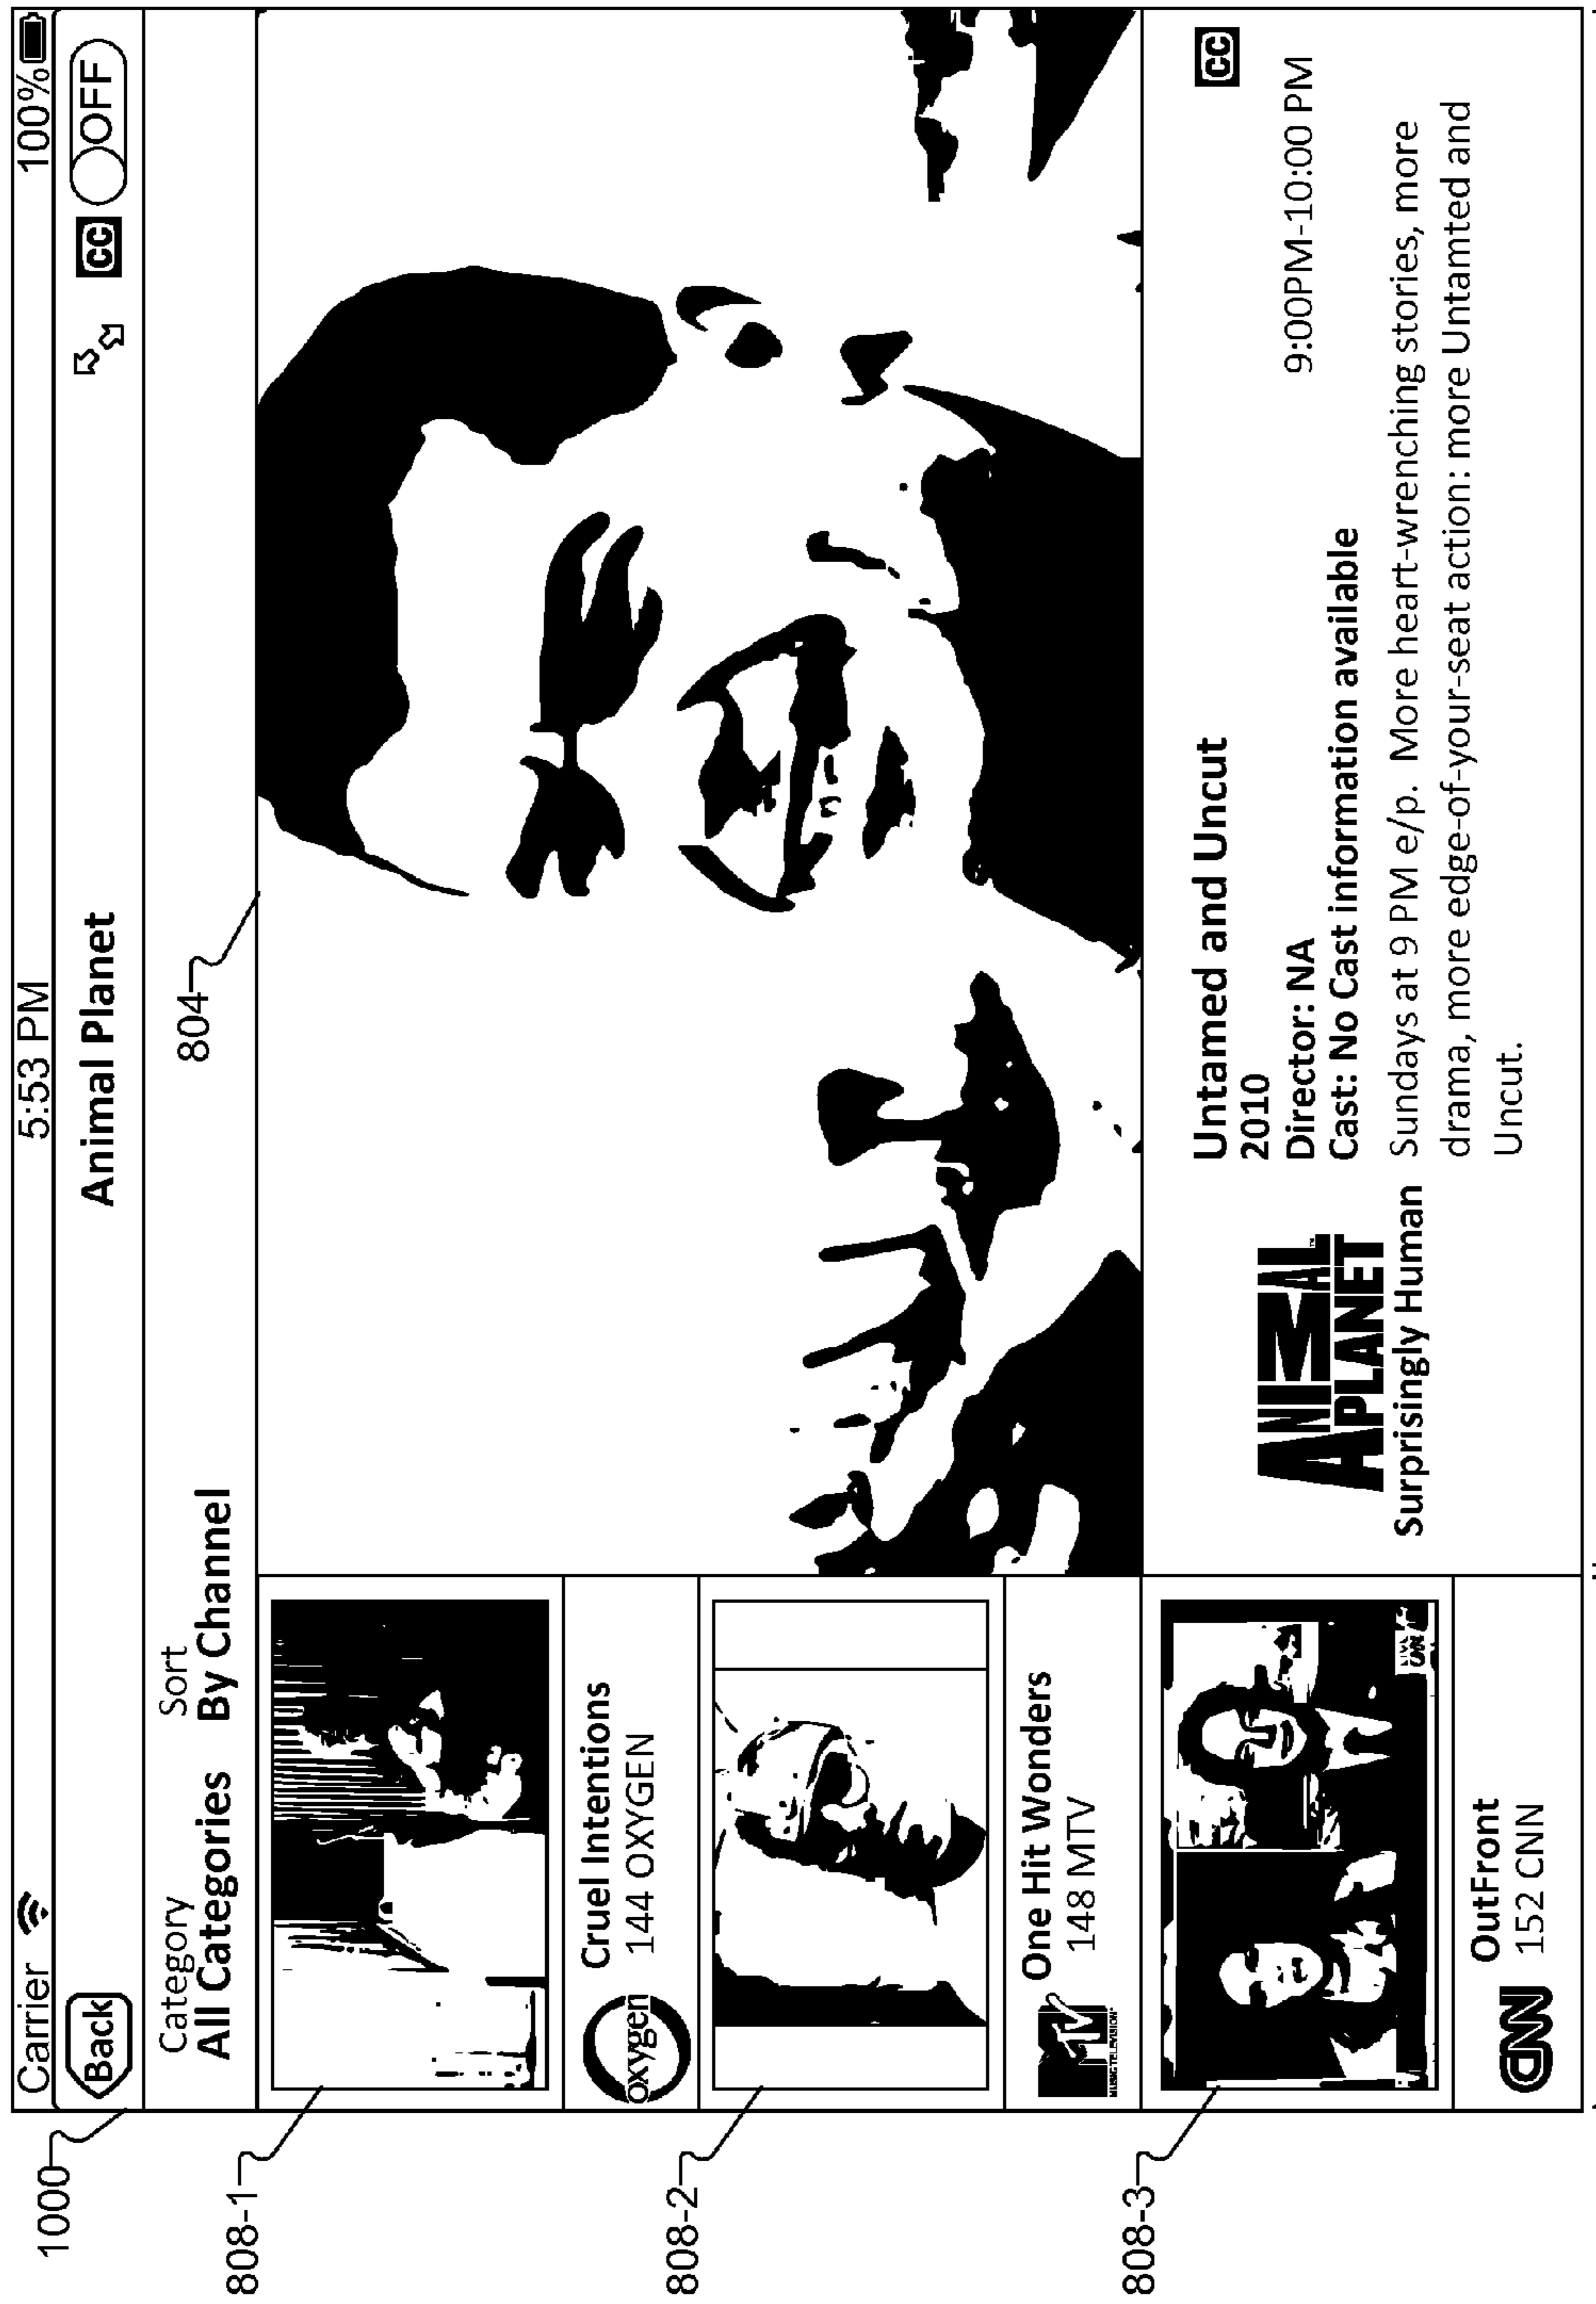 Carrier 5:53 PM 100%
Back Animal Planet CC OFF
1000
804
Category Sort
All Categories By Channel
808-1
Cruel Intentions
oxygen 144 OXYGEN
808-2
One Hit Wonders
MTV 148 MTV
MUSIC TELEVISION
808-3
OutFront
CNN 152 CNN
Untamed and Uncut CC
2010
Director: NA 9:00PM-10:00 PM
Cast: No Cast information available
ANIMAL
PLANET
Surprisingly Human
Sundays at 9 PM e/p. More heart-wrenching stories, more
drama, more edge-of-your-seat action: more Untamted and
Uncut.